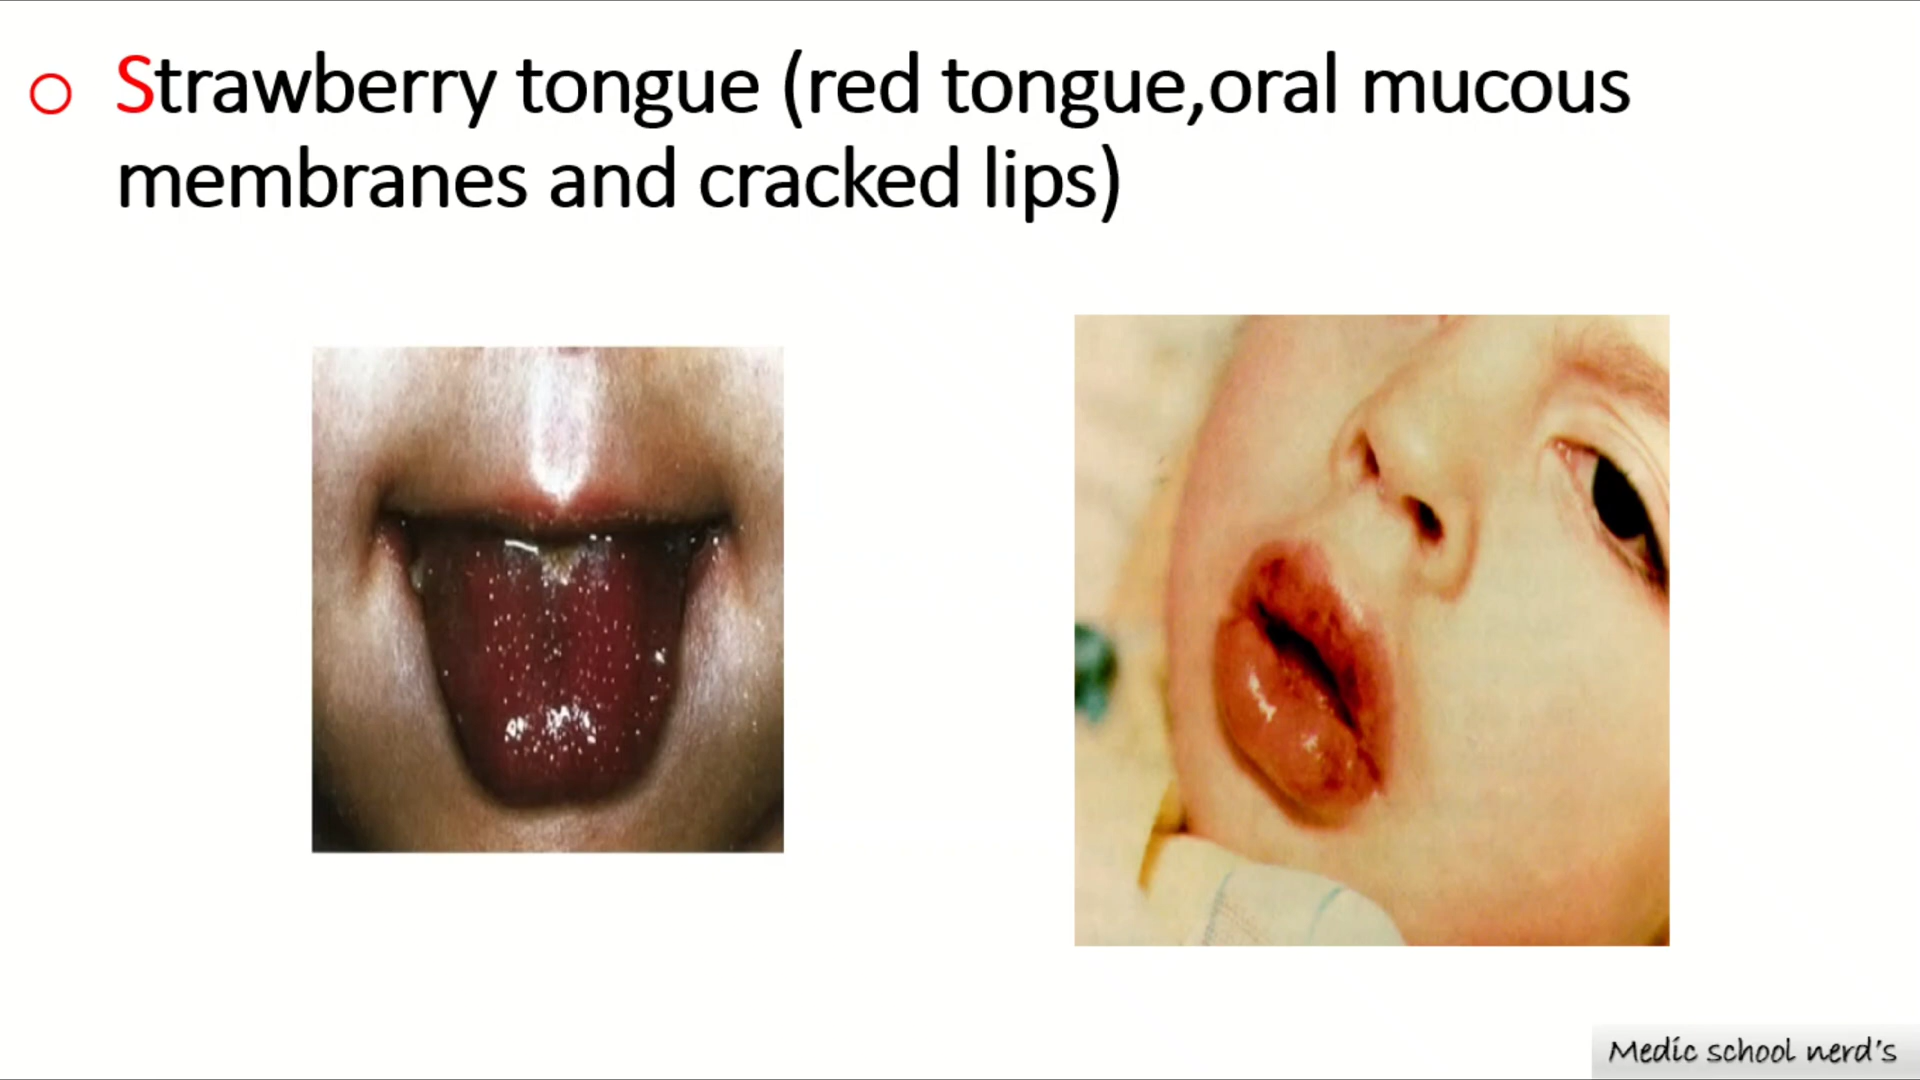 Strawberry tongue (red tongue,oral mucous
membranes and cracked lips)
Medic school nerd's